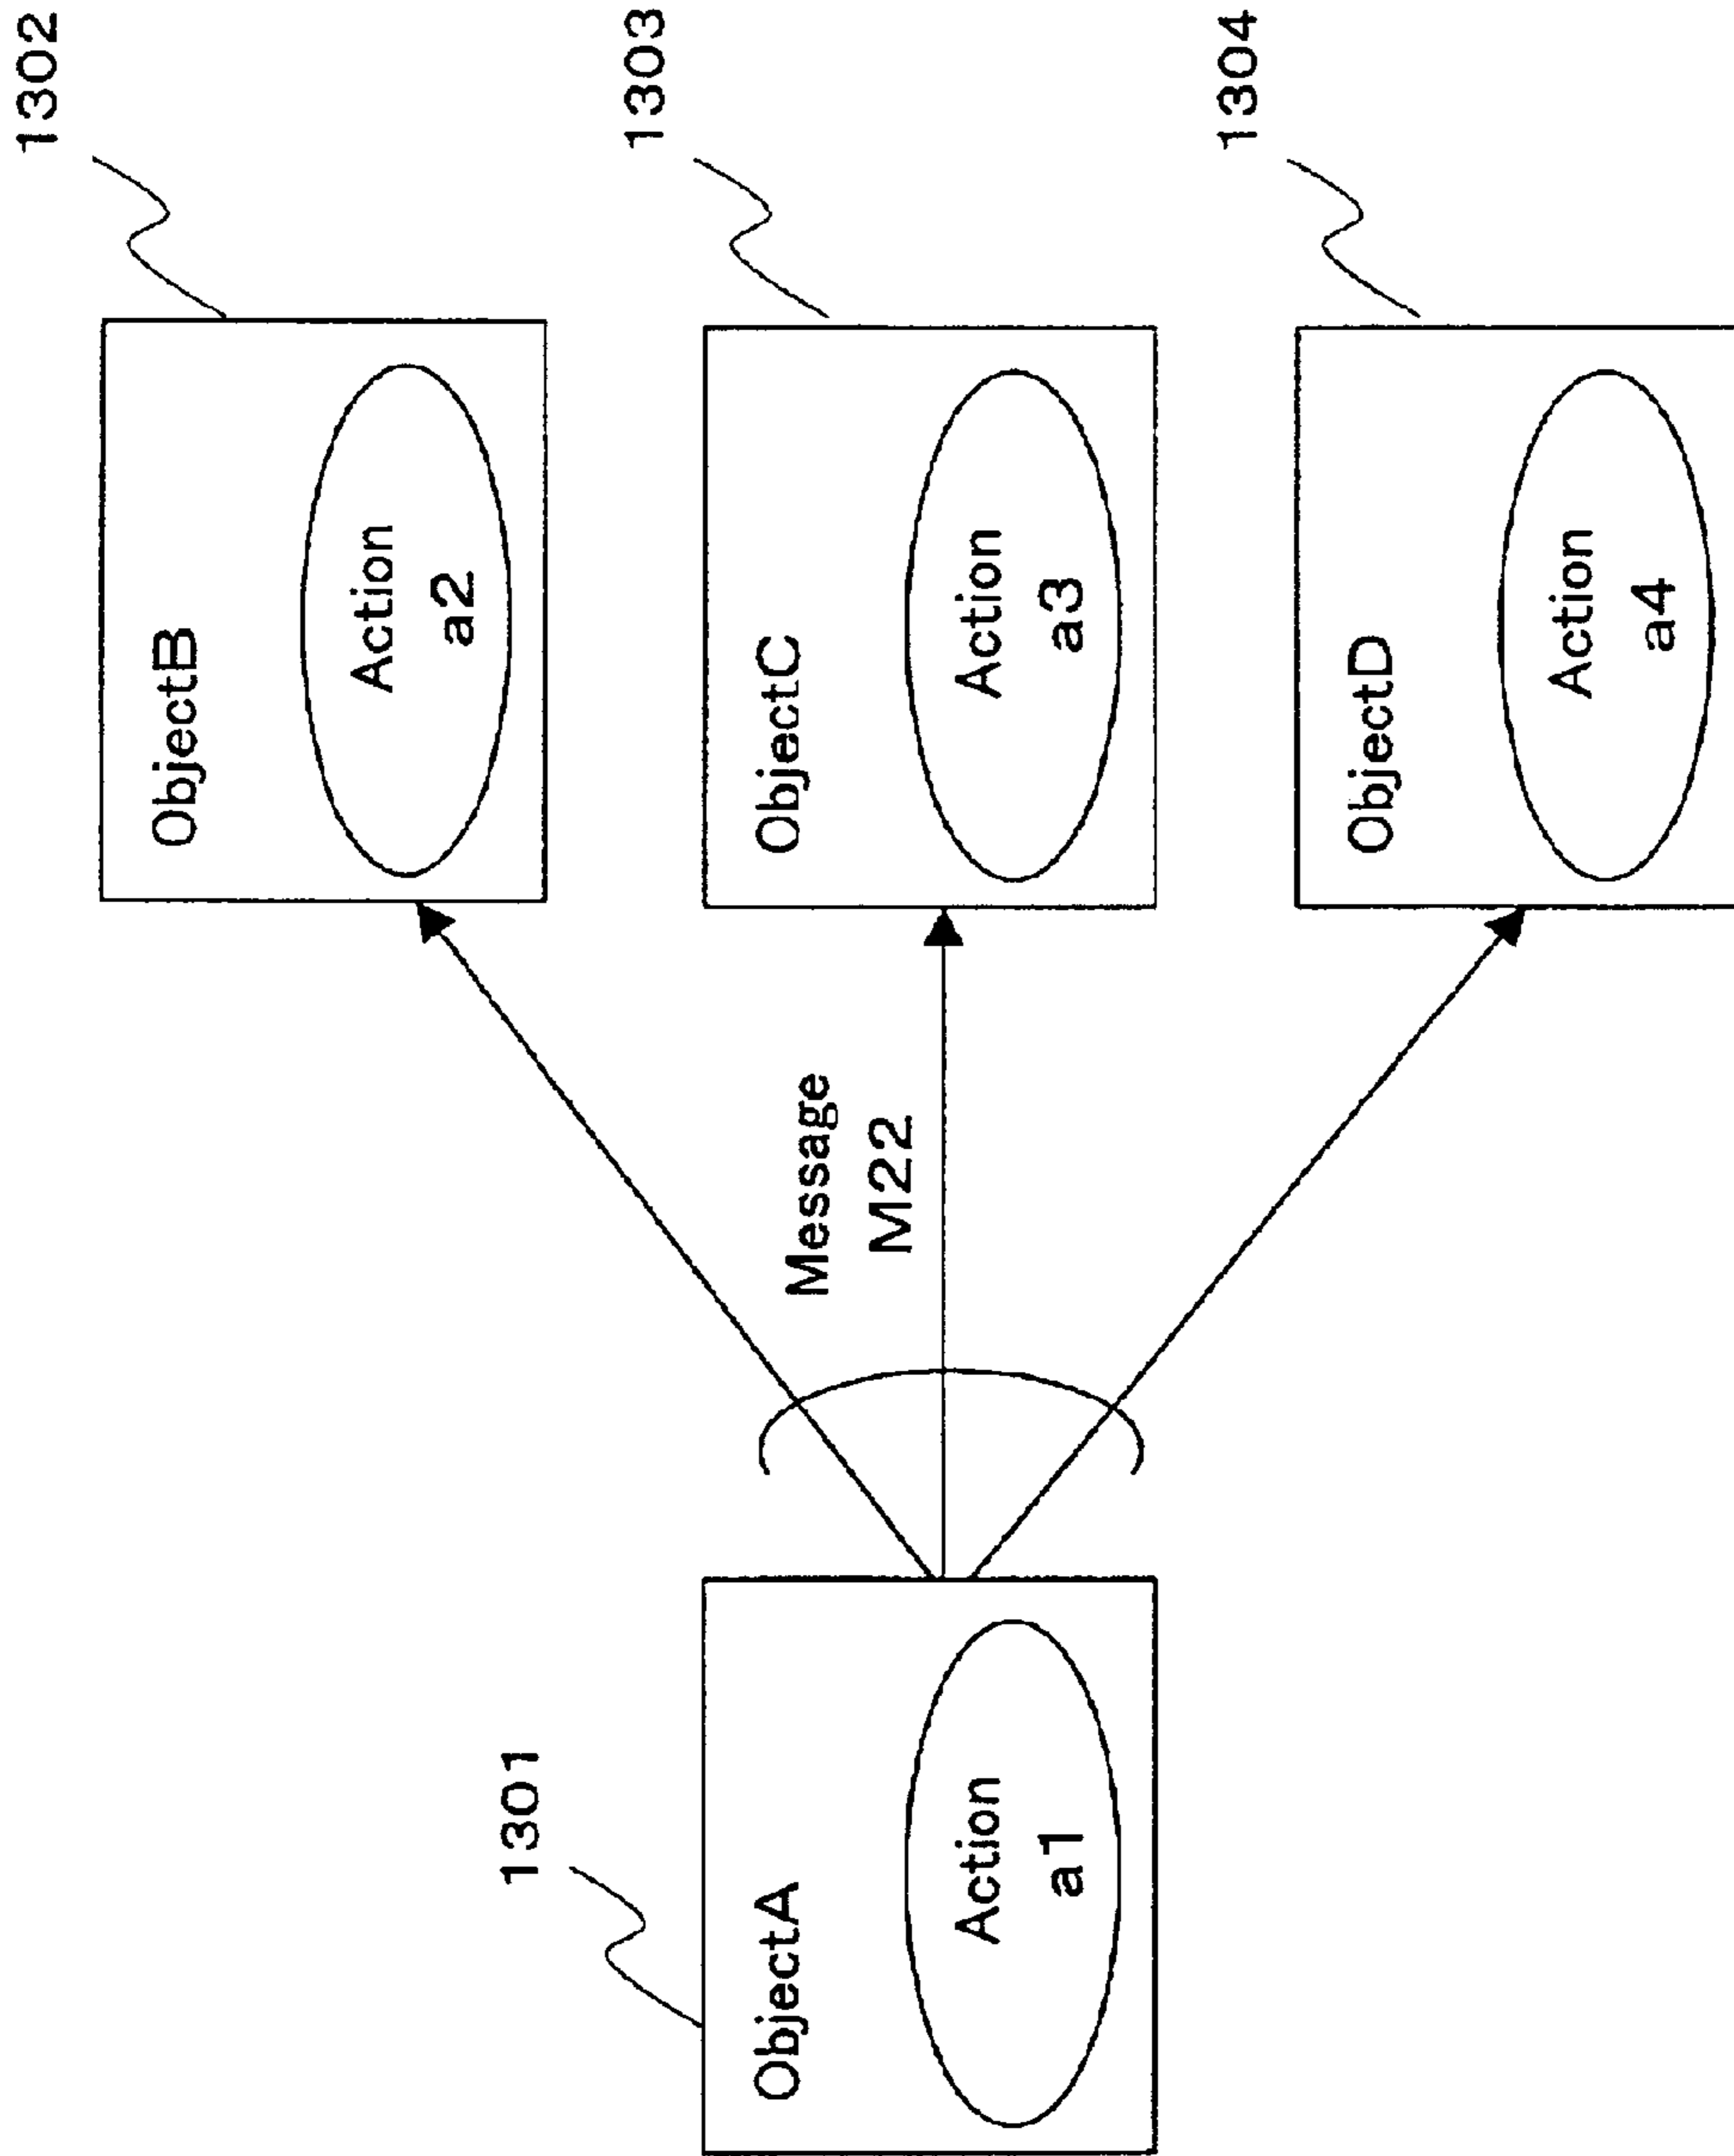 1302
ObjectB
Action
a2
1301
ObjectA
Action
a1
Message
M22
1303
ObjectC
Action
a3
1304
ObjectD
Action
a4